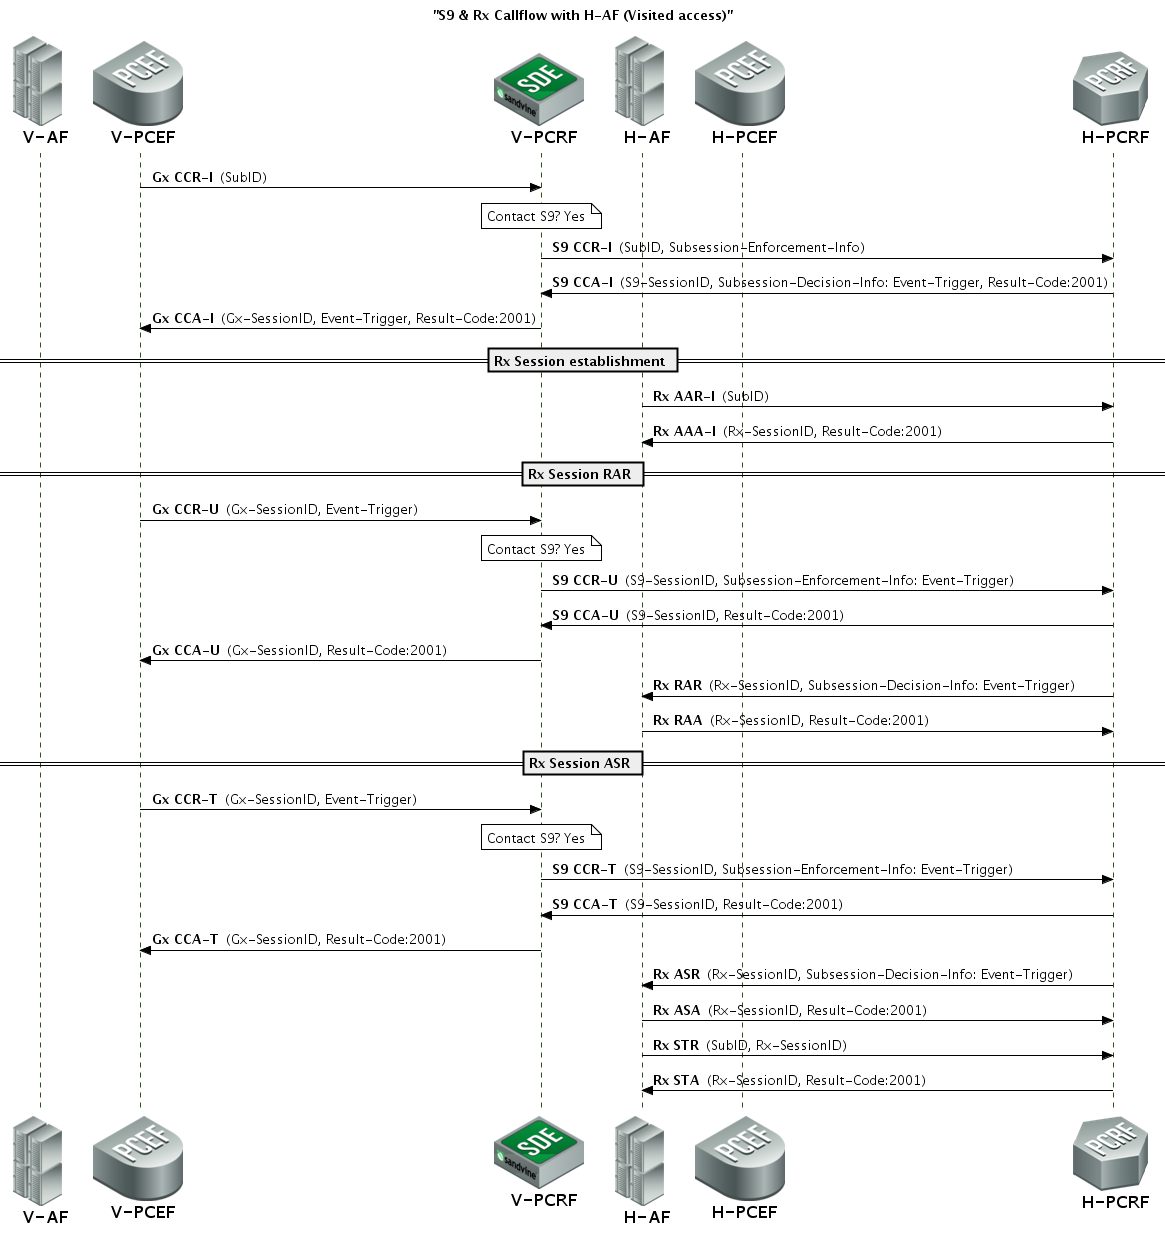 "S9 & Rx Callflow with H-AF (Visited access)"
PCEF
SDE
sandvine
PCEF
PCRF
V-AF
V-PCEF
V-PCRF
H-AF
H-PCEF
H-PCRF
Gx CCR-I (SubID)
Contact S9? Yes
S9 CCR-I (SubID, Subsession-Enforcement-Info)
S9 CCA-I (S9-SessionID, Subsession-Decision-Info: Event-Trigger, Result-Code:2001)
Gx CCA-I (Gx-SessionID, Event-Trigger, Result-Code:2001)
Rx Session establishment
Rx AAR-I (SubID)
Rx AAA-I (Rx-SessionID, Result-Code:2001)
Rx Session RAR
Gx CCR-U (Gx-SessionID, Event-Trigger)
Contact S9? Yes
S9 CCR-U (S9-SessionID, Subsession-Enforcement-Info: Event-Trigger)
S9 CCA-U (S9-SessionID, Result-Code:2001)
Gx CCA-U (Gx-SessionID, Result-Code:2001)
Rx RAR (Rx-SessionID, Subsession-Decision-Info: Event-Trigger)
Rx RAA (Rx-SessionID, Result-Code:2001)
Rx Session ASR
Gx CCR-T (Gx-SessionID, Event-Trigger)
Contact S9? Yes
S9 CCR-T (S9-SessionID, Subsession-Enforcement-Info: Event-Trigger)
S9 CCA-T (S9-SessionID, Result-Code:2001)
Gx CCA-T (Gx-SessionID, Result-Code:2001)
Rx ASR (Rx-SessionID, Subsession-Decision-Info: Event-Trigger)
Rx ASA (Rx-SessionID, Result-Code:2001)
Rx STR (SubID, Rx-SessionID)
Rx STA (Rx-SessionID, Result-Code:2001)
PCEF
SDE
sandvine
PCEF
PCRF
V-AF
V-PCEF
V-PCRF
H-AF
H-PCEF
H-PCRF